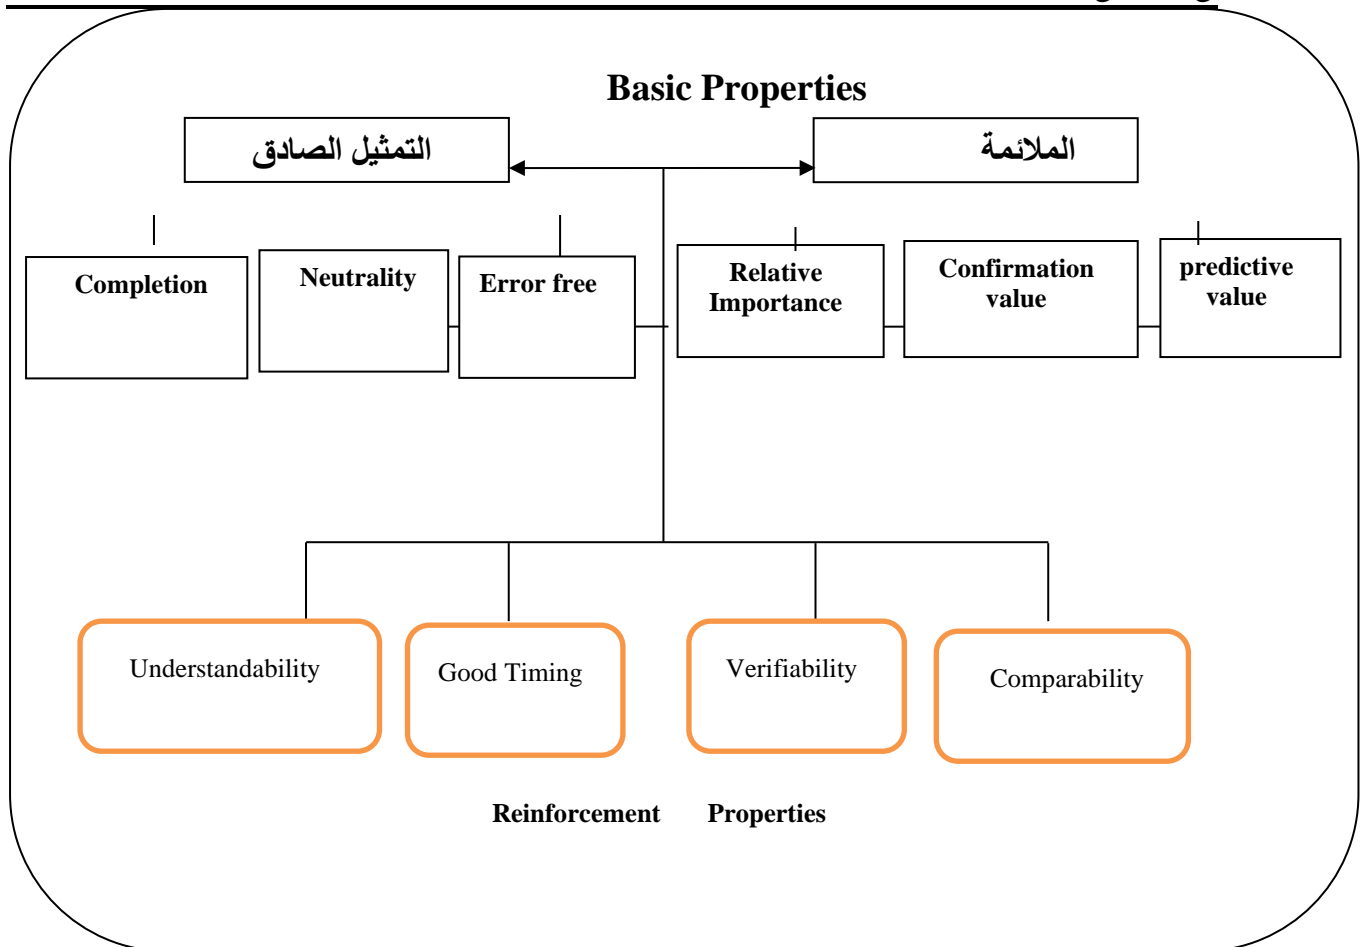 Basic Properties
التمثيل الصادق
الملائمة
Completion
Neutrality
Error free
Relative
Importance
Confirmation
value
predictive
value
Understandability
Good Timing
Verifiability
Comparability
Reinforcement Properties